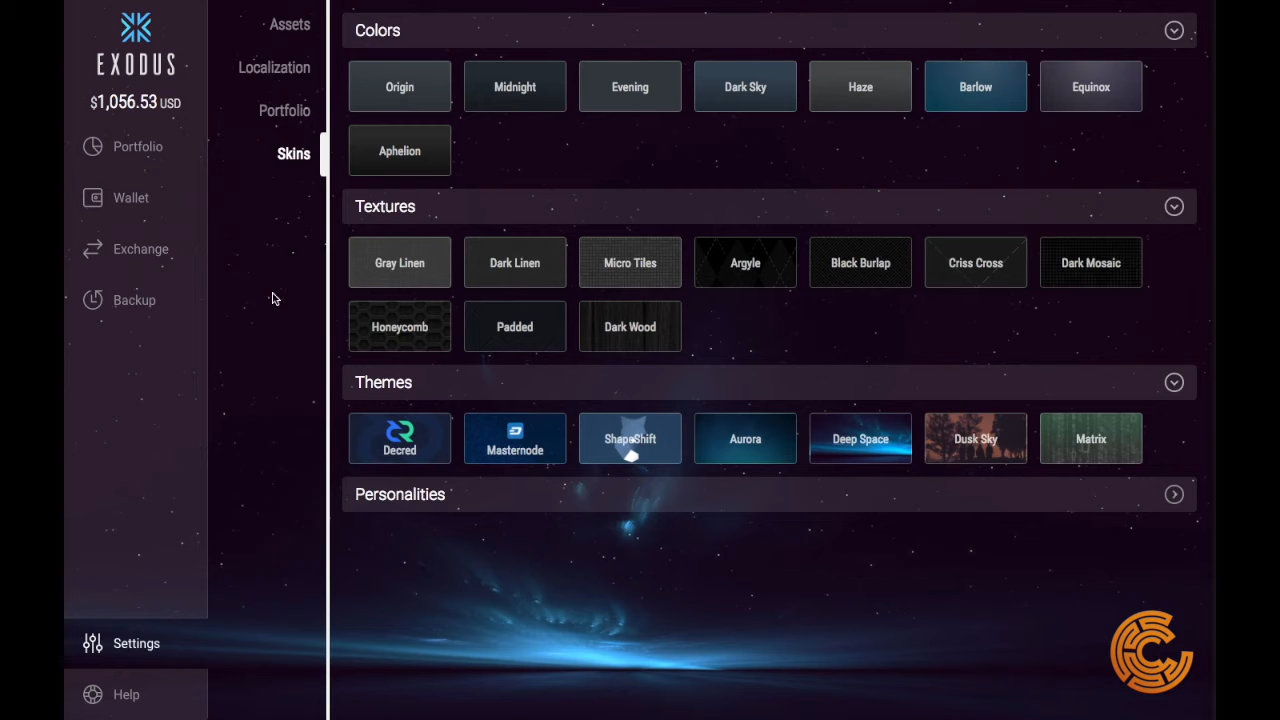 EXODUS
$1,056.53 USD
Portfolio
Wallet
Exchange
Backup
Settings
Help
Assets
Localization
Portfolio
Skins
Colors
Origin
Midnight
Evening
Dark Sky
Haze
Barlow
Equinox
Aphelion
Textures
Gray Linen
Dark Linen
Micro Tiles
Argyle
Black Burlap
Criss Cross
Dark Mosaic
Honeycomb
Padded
Dark Wood
Themes
Decred
Masternode
ShapeShift
Aurora
Deep Space
Dusk Sky
Matrix
Personalities